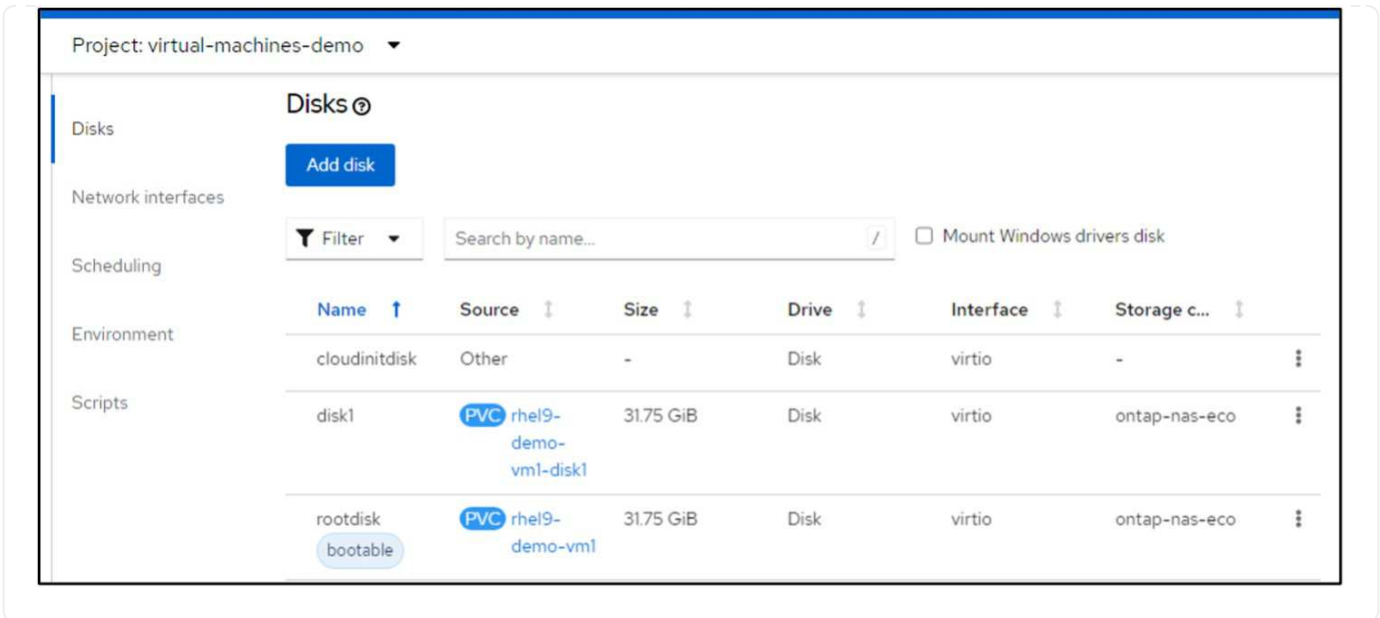 Project: virtual-machines-demo
Disks
Network interfaces
Scheduling
Environment
Scripts
Disks
Add disk
Filter
Search by name...
/
Mount Windows drivers disk
Name Source Size Drive Interface Storage c...
cloudinitdisk Other - Disk virtio -
disk1 PVC rhel9- 31.75 GiB Disk virtio ontap-nas-eco
demo-
vm1-disk1
rootdisk PVC rhel9- 31.75 GiB Disk virtio ontap-nas-eco
bootable demo-vm1